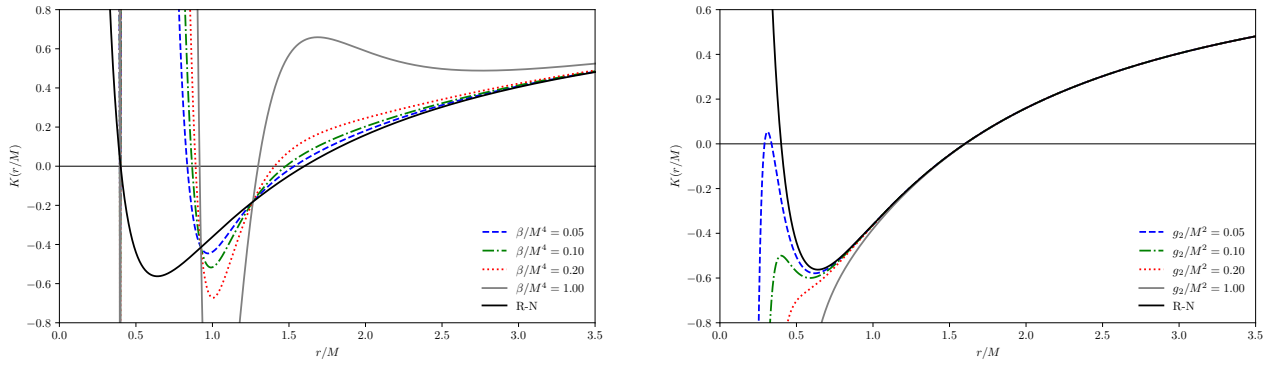 0.8
0.6
0.4
0.2
0.0
−0.2
−0.4
−0.6
−0.8
K(r/M)
0.0 0.5 1.0 1.5 2.0 2.5 3.0 3.5
r/M
β/M⁴ = 0.05
β/M⁴ = 0.10
β/M⁴ = 0.20
β/M⁴ = 1.00
R-N
0.6
0.4
0.2
0.0
−0.2
−0.4
−0.6
−0.8
K(r/M)
0.0 0.5 1.0 1.5 2.0 2.5 3.0 3.5
r/M
g₂/M² = 0.05
g₂/M² = 0.10
g₂/M² = 0.20
g₂/M² = 1.00
R-N